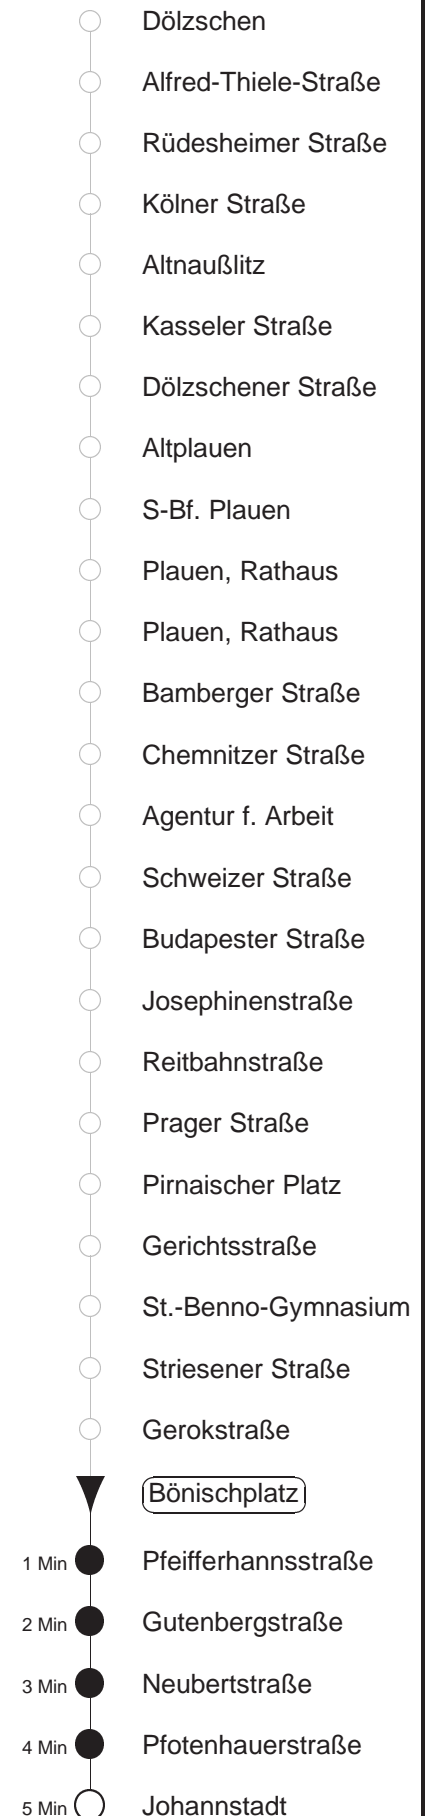 Dölzschen
Alfred-Thiele-Straße
Rüdesheimer Straße
Kölner Straße
Altnaußlitz
Kasseler Straße
Dölzschener Straße
Altplauen
S-Bf. Plauen
Plauen, Rathaus
Plauen, Rathaus
Bamberger Straße
Chemnitzer Straße
Agentur f. Arbeit
Schweizer Straße
Budapester Straße
Josephinenstraße
Reitbahnstraße
Prager Straße
Pirnaischer Platz
Gerichtsstraße
St.-Benno-Gymnasium
Striesener Straße
Gerokstraße
Bönischplatz
1 Min Pfeifferhannsstraße
2 Min Gutenbergstraße
3 Min Neubertstraße
4 Min Pfotenhauerstraße
5 Min Johannstadt